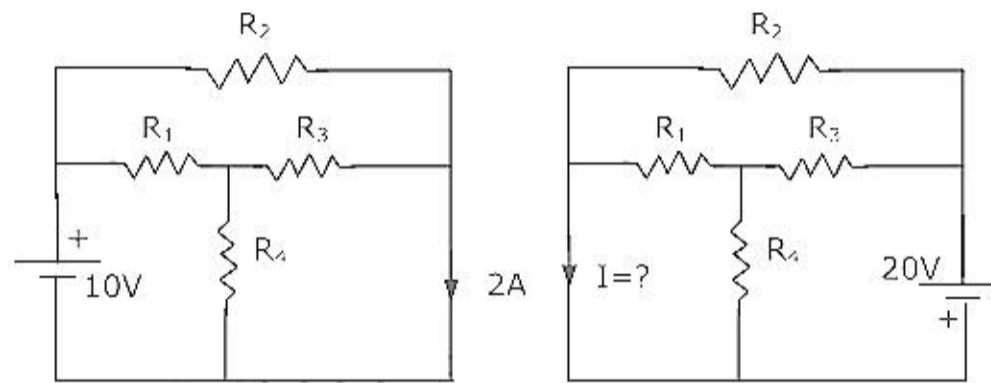 R₂
R₁
R₃
+
10V
R₄
2A
R₂
R₁
R₃
I=?
R₄
20V
+